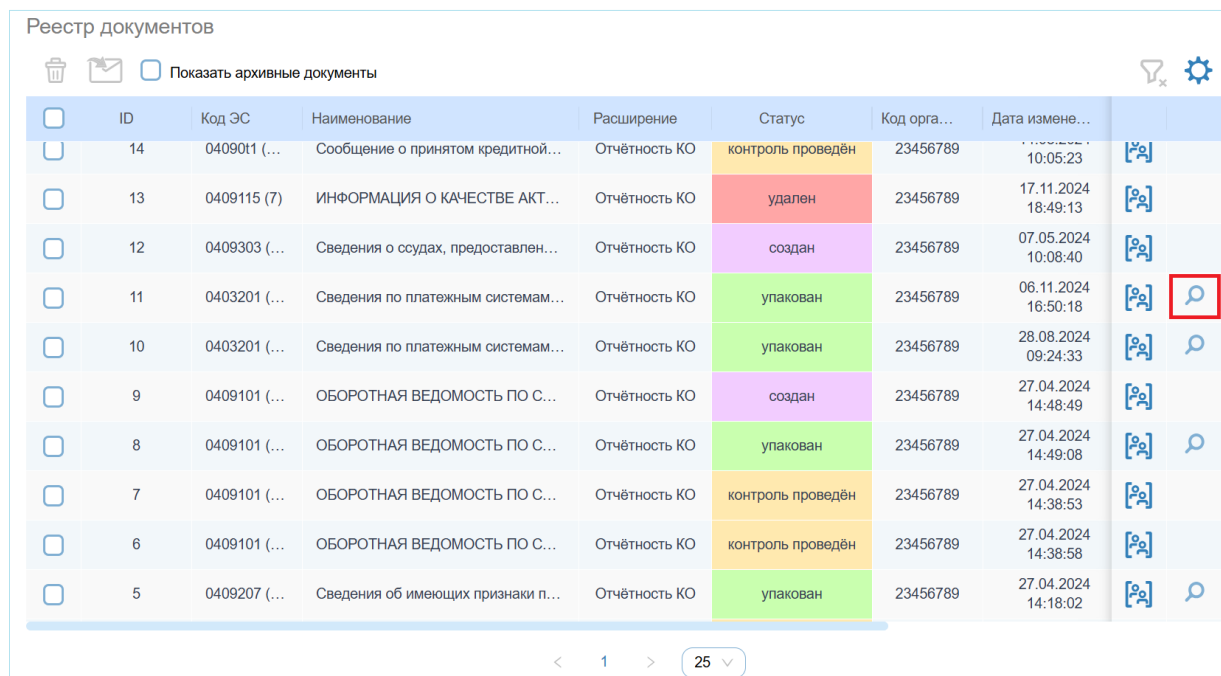 Реестр документов
Показать архивные документы
ID Код ЭС Наименование Расширение Статус Код орга... Дата измене...
14 04090t1 (... Сообщение о принятом кредитной... Отчётность КО контроль проведён 23456789 10:05:23
13 0409115 (7) ИНФОРМАЦИЯ О КАЧЕСТВЕ АКТ... Отчётность КО удален 23456789 17.11.2024 18:49:13
12 0409303 (... Сведения о ссудах, предоставлен... Отчётность КО создан 23456789 07.05.2024 10:08:40
11 0403201 (... Сведения по платежным системам... Отчётность КО упакован 23456789 06.11.2024 16:50:18
10 0403201 (... Сведения по платежным системам... Отчётность КО упакован 23456789 28.08.2024 09:24:33
9 0409101 (... ОБОРОТНАЯ ВЕДОМОСТЬ ПО С... Отчётность КО создан 23456789 27.04.2024 14:48:49
8 0409101 (... ОБОРОТНАЯ ВЕДОМОСТЬ ПО С... Отчётность КО упакован 23456789 27.04.2024 14:49:08
7 0409101 (... ОБОРОТНАЯ ВЕДОМОСТЬ ПО С... Отчётность КО контроль проведён 23456789 27.04.2024 14:38:53
6 0409101 (... ОБОРОТНАЯ ВЕДОМОСТЬ ПО С... Отчётность КО контроль проведён 23456789 27.04.2024 14:38:58
5 0409207 (... Сведения об имеющих признаки п... Отчётность КО упакован 23456789 27.04.2024 14:18:02
< 1 > 25